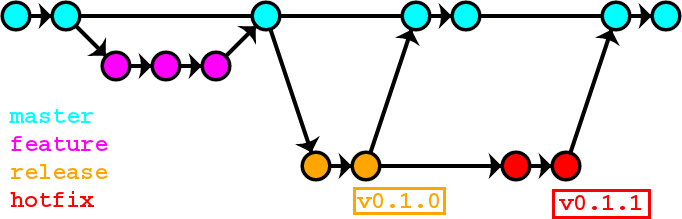 master
feature
release
hotfix
v0.1.0
v0.1.1